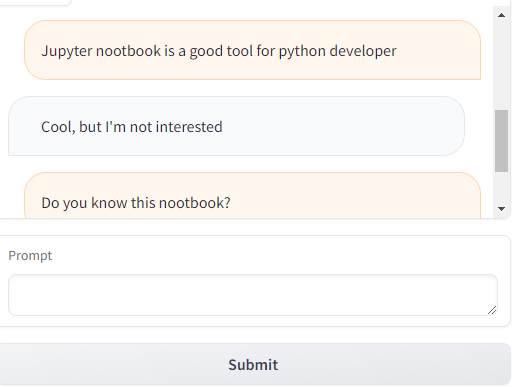 Jupyter nootbook is a good tool for python developer
Cool, but I'm not interested
Do you know this nootbook?
Prompt
Submit